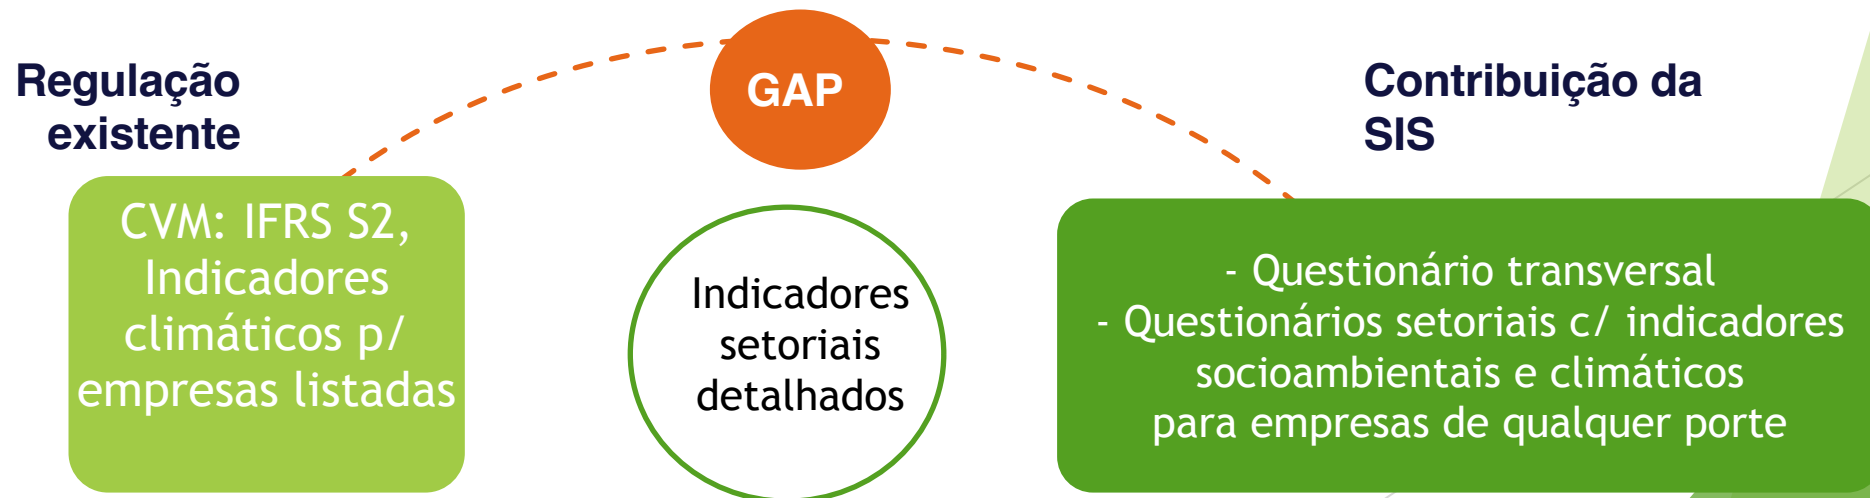 Regulação
existente
CVM: IFRS S2,
Indicadores
climáticos p/
empresas listadas
GAP
Indicadores
setoriais
detalhados
Contribuição da
SIS
- Questionário transversal
- Questionários setoriais c/ indicadores
socioambientais e climáticos
para empresas de qualquer porte